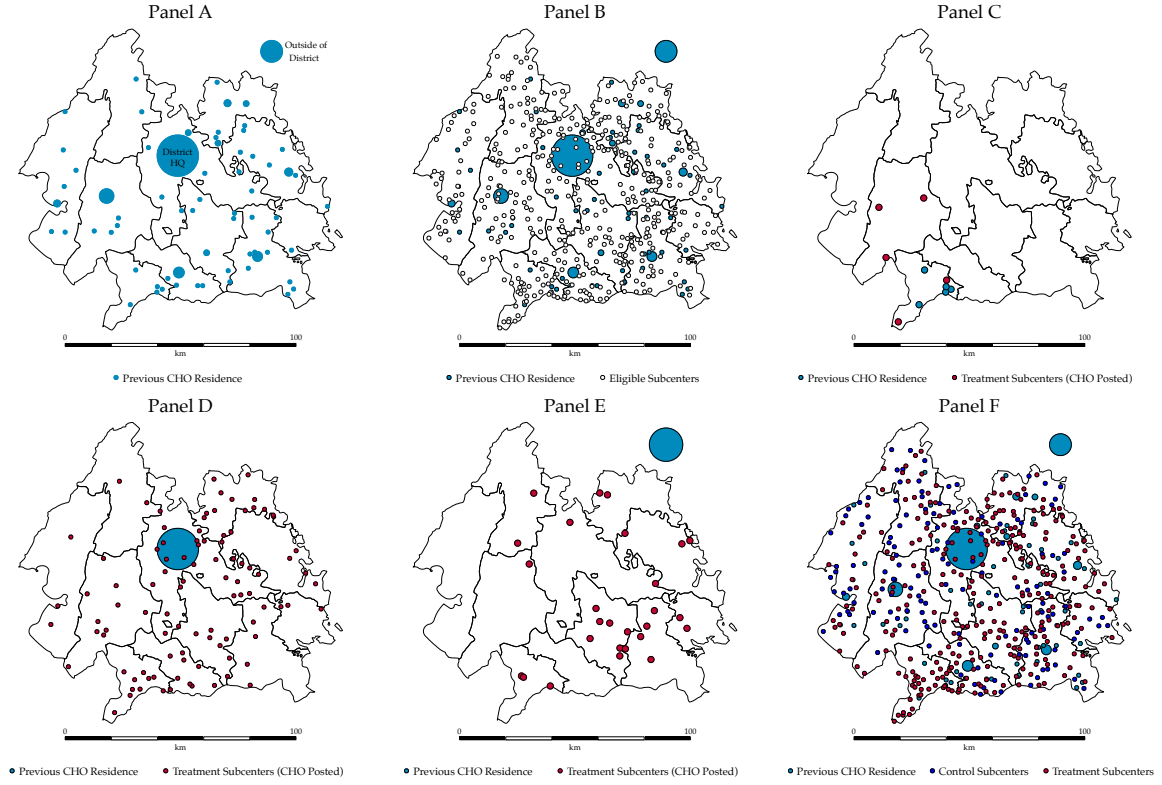 Panel A
Panel B
Panel C
Outside of
District
District
HQ
0 100
km
0 100
km
0 100
km
Previous CHO Residence
Previous CHO Residence Eligible Subcenters
Previous CHO Residence Treatment Subcenters (CHO Posted)
Panel D
Panel E
Panel F
0 100
km
0 100
km
0 100
km
Previous CHO Residence Treatment Subcenters (CHO Posted)
Previous CHO Residence Treatment Subcenters (CHO Posted)
Previous CHO Residence Control Subcenters Treatment Subcenters